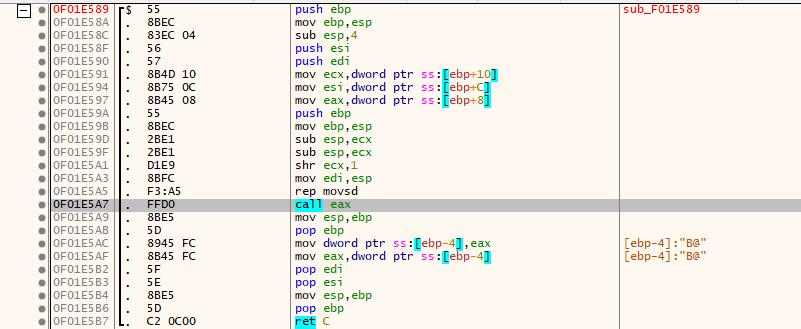 0F01E589 $ 55 push ebp sub_F01E589
0F01E58A . 8BEC mov ebp,esp
0F01E58C . 83EC 04 sub esp,4
0F01E58F . 56 push esi
0F01E590 . 57 push edi
0F01E591 . 8B4D 10 mov ecx,dword ptr ss:[ebp+10]
0F01E594 . 8B75 0C mov esi,dword ptr ss:[ebp+C]
0F01E597 . 8B45 08 mov eax,dword ptr ss:[ebp+8]
0F01E59A . 55 push ebp
0F01E59B . 8BEC mov ebp,esp
0F01E59D . 2BE1 sub esp,ecx
0F01E59F . 2BE1 sub esp,ecx
0F01E5A1 . D1E9 shr ecx,1
0F01E5A3 . 8BFC mov edi,esp
0F01E5A5 . F3:A5 rep movsd
0F01E5A7 . FFD0 call eax
0F01E5A9 . 8BE5 mov esp,ebp
0F01E5AB . 5D pop ebp
0F01E5AC . 8945 FC mov dword ptr ss:[ebp-4],eax [ebp-4]:"B@"
0F01E5AF . 8B45 FC mov eax,dword ptr ss:[ebp-4] [ebp-4]:"B@"
0F01E5B2 . 5F pop edi
0F01E5B3 . 5E pop esi
0F01E5B4 . 8BE5 mov esp,ebp
0F01E5B6 . 5D pop ebp
0F01E5B7 . C2 0C00 ret C